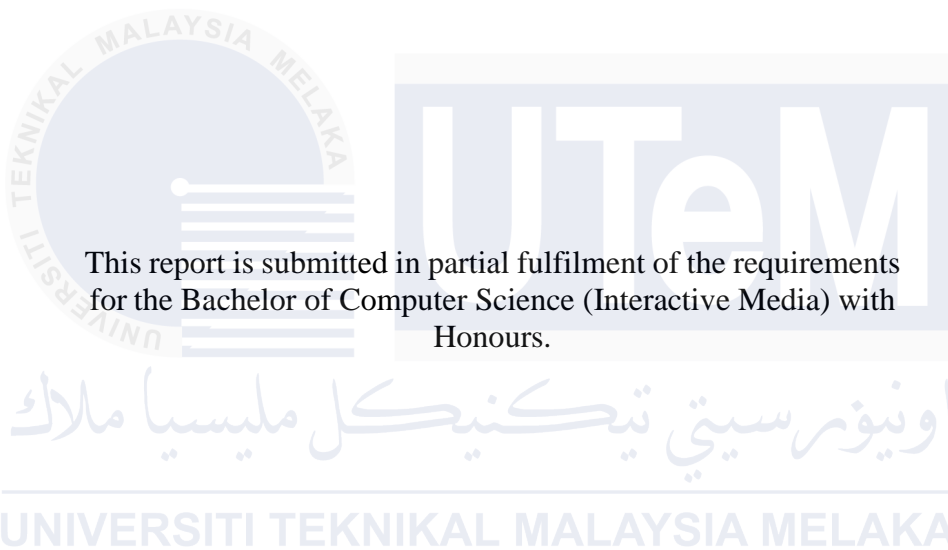 UNIVERSITI TEKNIKAL MALAYSIA MELAKA
UTeM
This report is submitted in partial fulfilment of the requirements
for the Bachelor of Computer Science (Interactive Media) with
Honours.
اونيۏرسيتي تيكنيكل مليسيا ملاك
UNIVERSITI TEKNIKAL MALAYSIA MELAKA